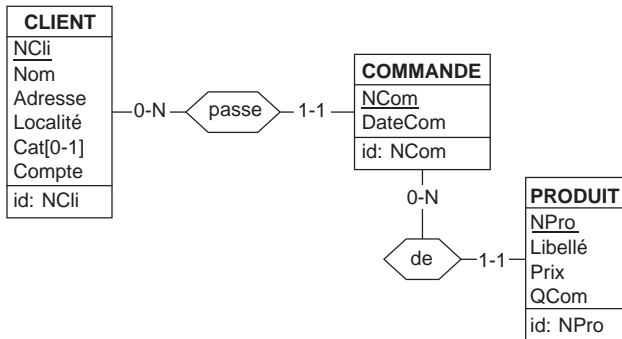 CLIENT
NCli
Nom
Adresse
Localité
Cat[0-1]
Compte
id: NCli
0-N
passe
1-1
COMMANDE
NCom
DateCom
id: NCom
0-N
de
1-1
PRODUIT
NPro
Libellé
Prix
QCom
id: NPro